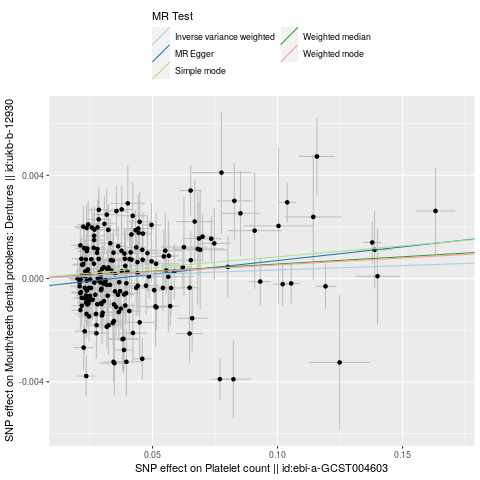 MR Test
Inverse variance weighted
Weighted median
MR Egger
Weighted mode
Simple mode
SNP effect on Mouth/teeth dental problems: Dentures || id:ukb-b-12930
0.004
0.000
-0.004
0.05
0.10
0.15
SNP effect on Platelet count || id:ebi-a-GCST004603